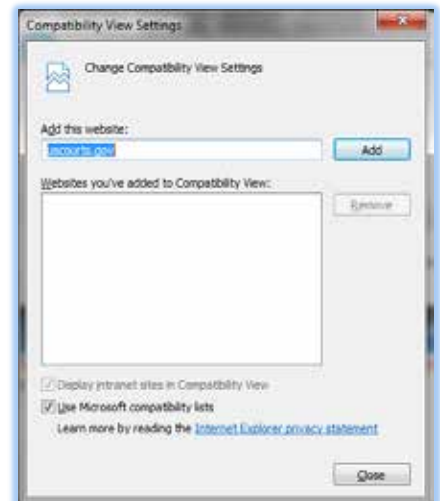 Compatibility View Settings
Change Compatibility View Settings
Add this website:
uscourts.gov
Add
Websites you've added to Compatibility View:
Remove
Display intranet sites in Compatibility View
Use Microsoft compatibility lists
Learn more by reading the Internet Explorer privacy statement
Close